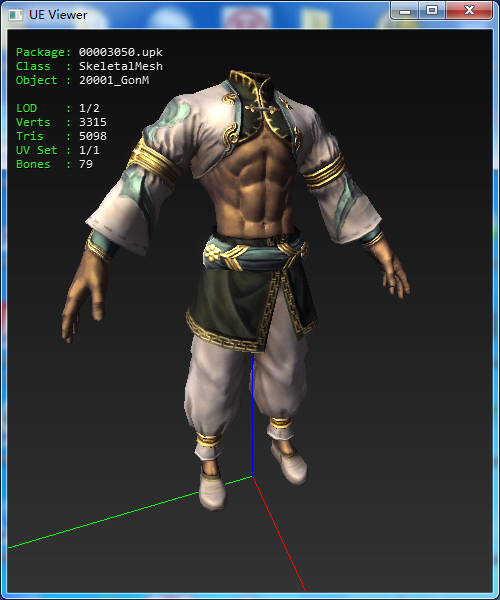 UE Viewer
Package: 00003050.upk
Class : SkeletalMesh
Object : 20001_GonM
LOD : 1/2
Verts : 3315
Tris : 5098
UV Set : 1/1
Bones : 79